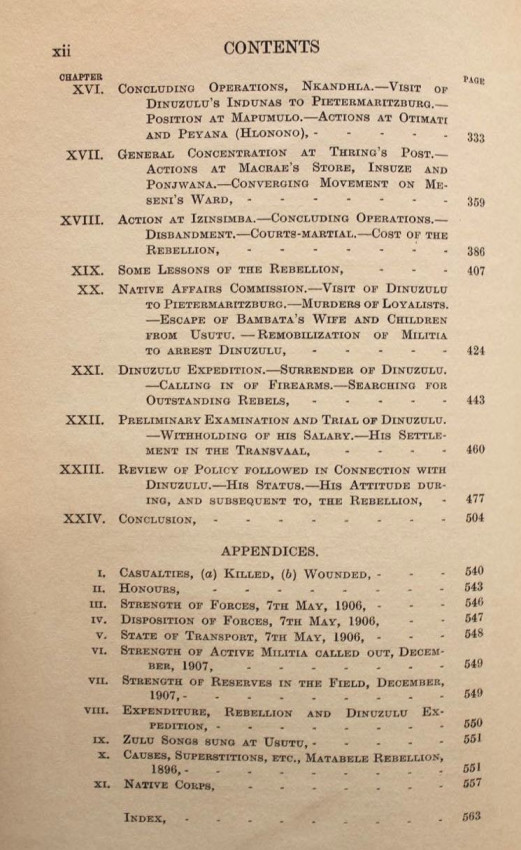 xii CONTENTS
CHAPTER PAGE
XVI. Concluding Operations, Nkandhla.—Visit of
Dinuzulu's Indunas to Pietermaritzburg.—
Position at Mapumulo.—Actions at Otimati
and Peyana (Hlonono), - - - - - 333
XVII. General Concentration at Thring's Post.—
Actions at Macrae's Store, Insuze and
Ponjwana.—Converging Movement on Me-
seni's Ward, - - - - - - - 359
XVIII. Action at Izinsimba.—Concluding Operations.—
Disbandment.—Courts-martial.—Cost of the
Rebellion, - - - - - - - 386
XIX. Some Lessons of the Rebellion, - - - 407
XX. Native Affairs Commission.—Visit of Dinuzulu
to Pietermaritzburg.—Murders of Loyalists.
—Escape of Bambata's Wife and Children
from Usutu.—Remobilization of Militia
to arrest Dinuzulu, - - - - - 424
XXI. Dinuzulu Expedition.—Surrender of Dinuzulu.
—Calling in of Firearms.—Searching for
Outstanding Rebels, - - - - - 443
XXII. Preliminary Examination and Trial of Dinuzulu.
—Withholding of his Salary.—His Settle-
ment in the Transvaal, - - - - 460
XXIII. Review of Policy followed in Connection with
Dinuzulu.—His Status.—His Attitude dur-
ing, and subsequent to, the Rebellion, - 477
XXIV. Conclusion, - - - - - - - - 504
APPENDICES.
I. Casualties, (a) Killed, (b) Wounded, - - - 540
II. Honours, - - - - - - - - 543
III. Strength of Forces, 7th May, 1906, - - - 546
IV. Disposition of Forces, 7th May, 1906, - - 547
V. State of Transport, 7th May, 1906, - - - 548
VI. Strength of Active Militia called out, Decem-
ber, 1907, - - - - - - - 549
VII. Strength of Reserves in the Field, December,
1907, - - - - - - - - - 549
VIII. Expenditure, Rebellion and Dinuzulu Ex-
pedition, - - - - - - - - 550
IX. Zulu Songs sung at Usutu, - - - - - 551
X. Causes, Superstitions, etc., Matabele Rebellion,
1896, - - - - - - - - - 551
XI. Native Corps, - - - - - - - 557
Index, - - - - - - - - - 563